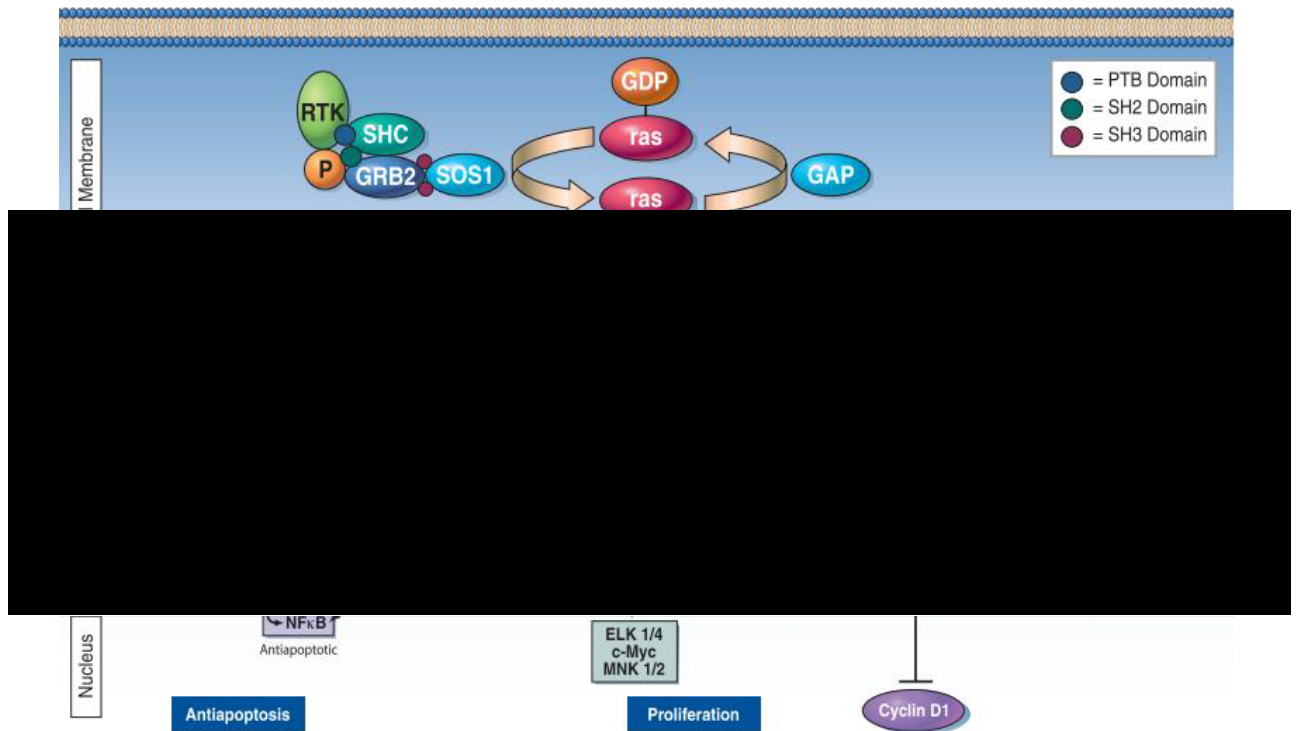 GDP
= PTB Domain
RTK
= SH2 Domain
SHC
ras
= SH3 Domain
P
GRB2
SOS1
GAP
ras
Membrane
NFκB
Antiapoptotic
ELK 1/4
c-Myc
MNK 1/2
Nucleus
Antiapoptosis
Proliferation
Cyclin D1